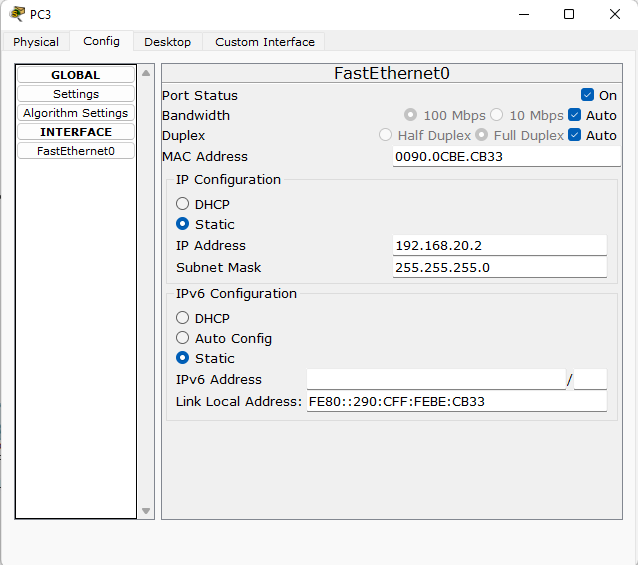 PC3
Physical Config Desktop Custom Interface
GLOBAL
Settings
Algorithm Settings
INTERFACE
FastEthernet0
FastEthernet0
Port Status On
Bandwidth 100 Mbps 10 Mbps Auto
Duplex Half Duplex Full Duplex Auto
MAC Address 0090.0CBE.CB33
IP Configuration
DHCP
Static
IP Address 192.168.20.2
Subnet Mask 255.255.255.0
IPv6 Configuration
DHCP
Auto Config
Static
IPv6 Address /
Link Local Address: FE80::290:CFF:FEBE:CB33